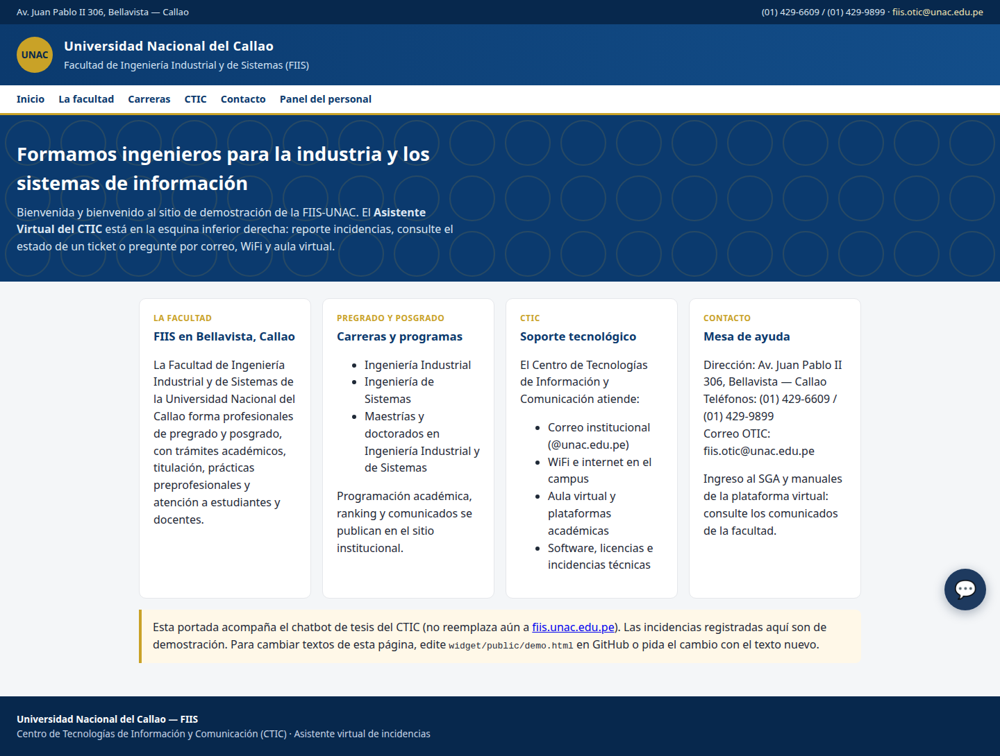 Av. Juan Pablo II 306, Bellavista — Callao
(01) 429-6609 / (01) 429-9899 · fiis.otic@unac.edu.pe
UNAC
Universidad Nacional del Callao
Facultad de Ingeniería Industrial y de Sistemas (FIIS)
Inicio La facultad Carreras CTIC Contacto Panel del personal
Formamos ingenieros para la industria y los
sistemas de información
Bienvenida y bienvenido al sitio de demostración de la FIIS-UNAC. El Asistente
Virtual del CTIC está en la esquina inferior derecha: reporte incidencias, consulte el
estado de un ticket o pregunte por correo, WiFi y aula virtual.
LA FACULTAD
FIIS en Bellavista, Callao
La Facultad de Ingeniería
Industrial y de Sistemas de
la Universidad Nacional del
Callao forma profesionales
de pregrado y posgrado,
con trámites académicos,
titulación, prácticas
preprofesionales y
atención a estudiantes y
docentes.
PREGRADO Y POSGRADO
Carreras y programas
• Ingeniería Industrial
• Ingeniería de
Sistemas
• Maestrías y
doctorados en
Ingeniería Industrial y
de Sistemas
Programación académica,
ranking y comunicados se
publican en el sitio
institucional.
CTIC
Soporte tecnológico
El Centro de Tecnologías
de Información y
Comunicación atiende:
• Correo institucional
(@unac.edu.pe)
• WiFi e internet en el
campus
• Aula virtual y
plataformas
académicas
• Software, licencias e
incidencias técnicas
CONTACTO
Mesa de ayuda
Dirección: Av. Juan Pablo II
306, Bellavista — Callao
Teléfonos: (01) 429-6609 /
(01) 429-9899
Correo OTIC:
fiis.otic@unac.edu.pe
Ingreso al SGA y manuales
de la plataforma virtual:
consulte los comunicados
de la facultad.
Esta portada acompaña el chatbot de tesis del CTIC (no reemplaza aún a fiis.unac.edu.pe). Las incidencias registradas aquí son de
demostración. Para cambiar textos de esta página, edite widget/public/demo.html en GitHub o pida el cambio con el texto nuevo.
Universidad Nacional del Callao — FIIS
Centro de Tecnologías de Información y Comunicación (CTIC) · Asistente virtual de incidencias